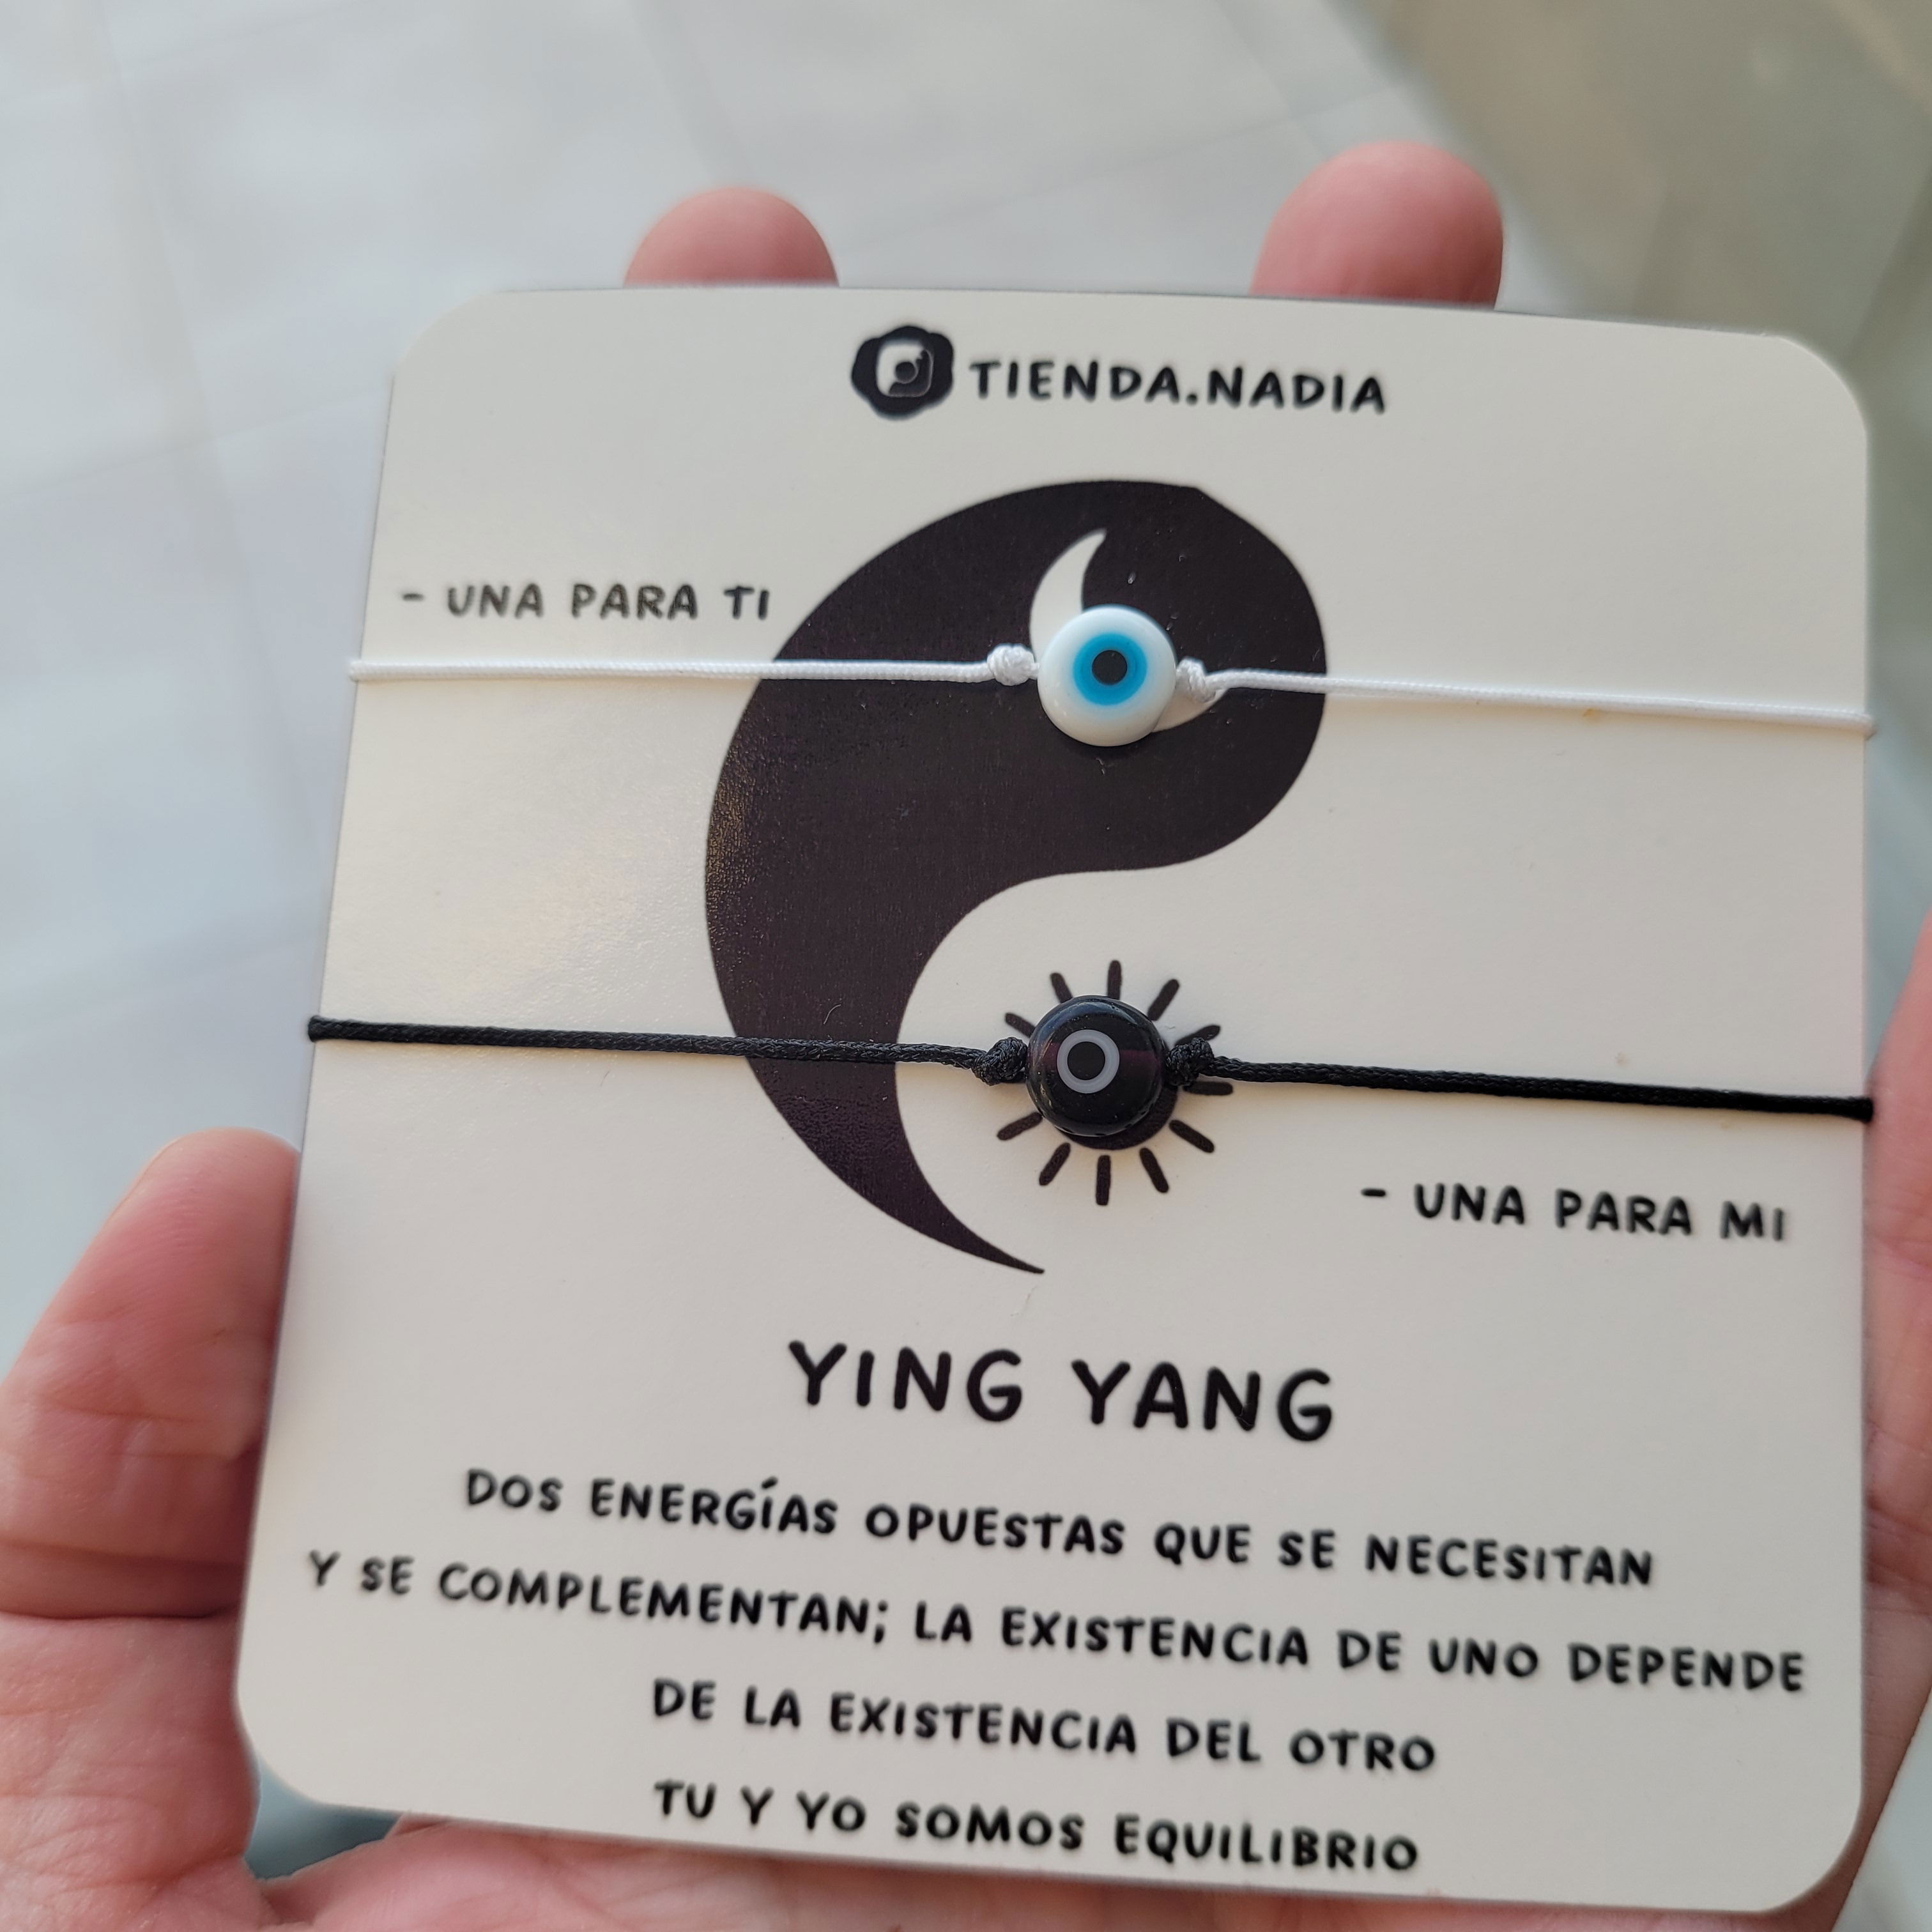 TIENDA.NADIA
- UNA PARA TI
- UNA PARA MI
YING YANG
DOS ENERGÍAS OPUESTAS QUE SE NECESITAN
Y SE COMPLEMENTAN; LA EXISTENCIA DE UNO DEPENDE
DE LA EXISTENCIA DEL OTRO
TU Y YO SOMOS EQUILIBRIO